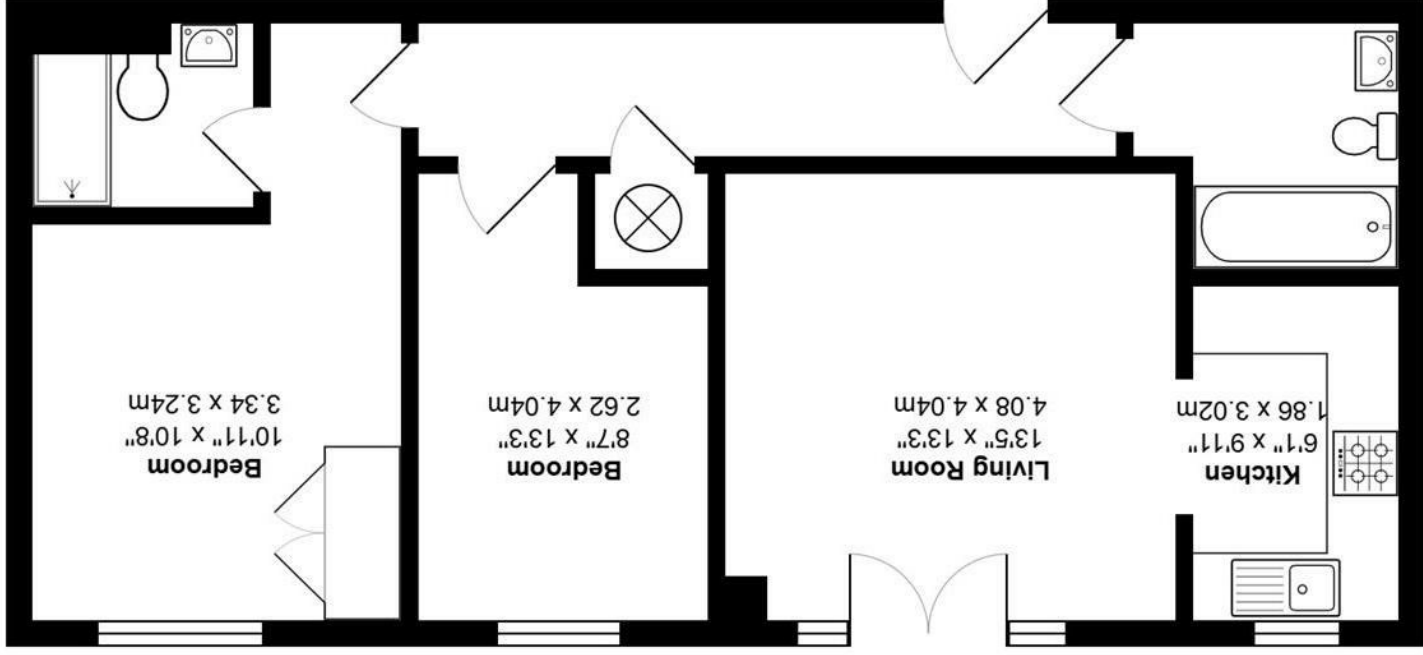 Kitchen
6'1" x 9'11"
1.86 x 3.02m
Living Room
13'5" x 13'3"
4.08 x 4.04m
Bedroom
8'7" x 13'3"
2.62 x 4.04m
Bedroom
10'11" x 10'8"
3.34 x 3.24m